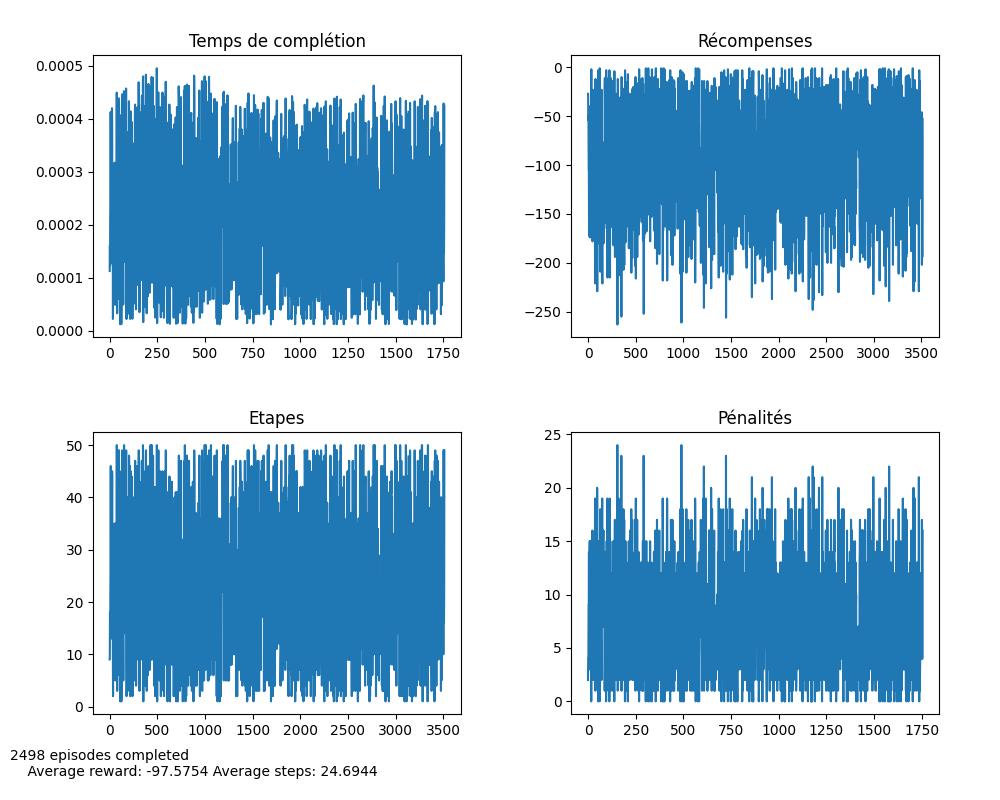 Temps de complétion
0.0005
0.0004
0.0003
0.0002
0.0001
0.0000
0 250 500 750 1000 1250 1500 1750
Récompenses
0
−50
−100
−150
−200
−250
0 500 1000 1500 2000 2500 3000 3500
Etapes
50
40
30
20
10
0
0 500 1000 1500 2000 2500 3000 3500
Pénalités
25
20
15
10
5
0
0 250 500 750 1000 1250 1500 1750
2498 episodes completed
Average reward: -97.5754 Average steps: 24.6944